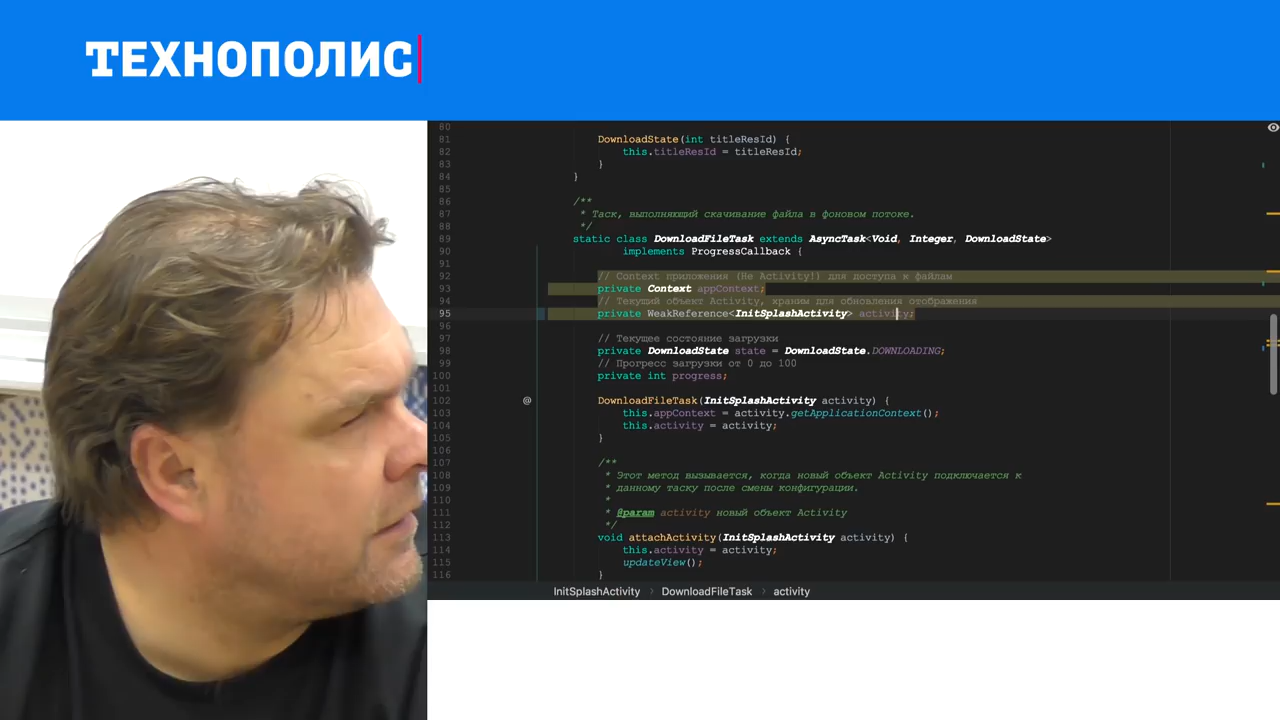 ТЕХНОПОЛИС
80
81 DownloadState(int titleResId) {
82 this.titleResId = titleResId;
83 }
84 }
85
86 /**
87 * Таск, выполняющий скачивание файла в фоновом потоке.
88 */
89 static class DownloadFileTask extends AsyncTask<Void, Integer, DownloadState>
90 implements ProgressCallback {
91
92 // Context приложения (Не Activity!) для доступа к файлам
93 private Context appContext;
94 // Текущий объект Activity, храним для обновления отображения
95 private WeakReference<InitSplashActivity> activity;
96
97 // Текущее состояние загрузки
98 private DownloadState state = DownloadState.DOWNLOADING;
99 // Прогресс загрузки от 0 до 100
100 private int progress;
101
102 @ DownloadFileTask(InitSplashActivity activity) {
103 this.appContext = activity.getApplicationContext();
104 this.activity = activity;
105 }
106
107 /**
108 * Этот метод вызывается, когда новый объект Activity подключается к
109 * данному таску после смены конфигурации.
110 *
111 * @param activity новый объект Activity
112 */
113 void attachActivity(InitSplashActivity activity) {
114 this.activity = activity;
115 updateView();
116 }
InitSplashActivity › DownloadFileTask › activity